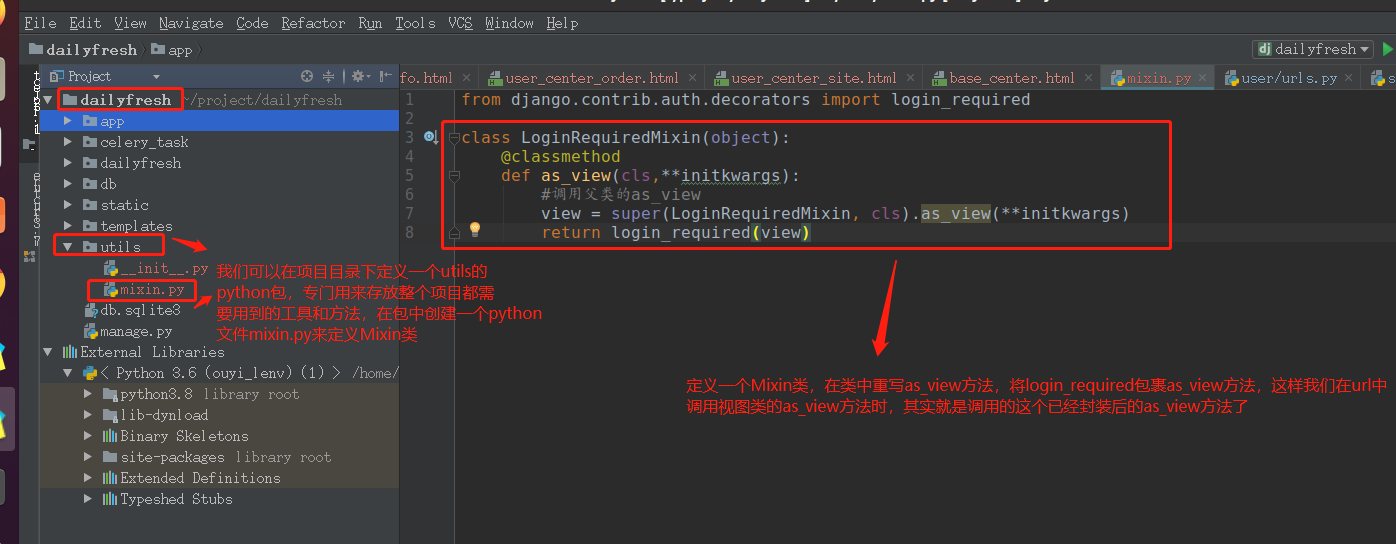 File Edit View Navigate Code Refactor Run Tools VCS Window Help
dailyfresh app
dailyfresh
Project
fo.html user_center_order.html user_center_site.html base_center.html mixin.py user/urls.py
dailyfresh ~/project/dailyfresh
app
celery_task
dailyfresh
db
static
templates
utils
__init__.py
mixin.py
db.sqlite3
manage.py
External Libraries
< Python 3.6 (ouyi_lenv) (1) > /home/
python3.8 library root
lib-dynload
Binary Skeletons
site-packages library root
Extended Definitions
Typeshed Stubs
1 from django.contrib.auth.decorators import login_required
2
3 class LoginRequiredMixin(object):
4 @classmethod
5 def as_view(cls,**initkwargs):
6 #调用父类的as_view
7 view = super(LoginRequiredMixin, cls).as_view(**initkwargs)
8 return login_required(view)
我们可以在项目目录下定义一个utils的
python包，专门用来存放整个项目都需
要用到的工具和方法，在包中创建一个python
文件mixin.py来定义Mixin类
定义一个Mixin类，在类中重写as_view方法，将login_required包裹as_view方法，这样我们在url中
调用视图类的as_view方法时，其实就是调用的这个已经封装后的as_view方法了